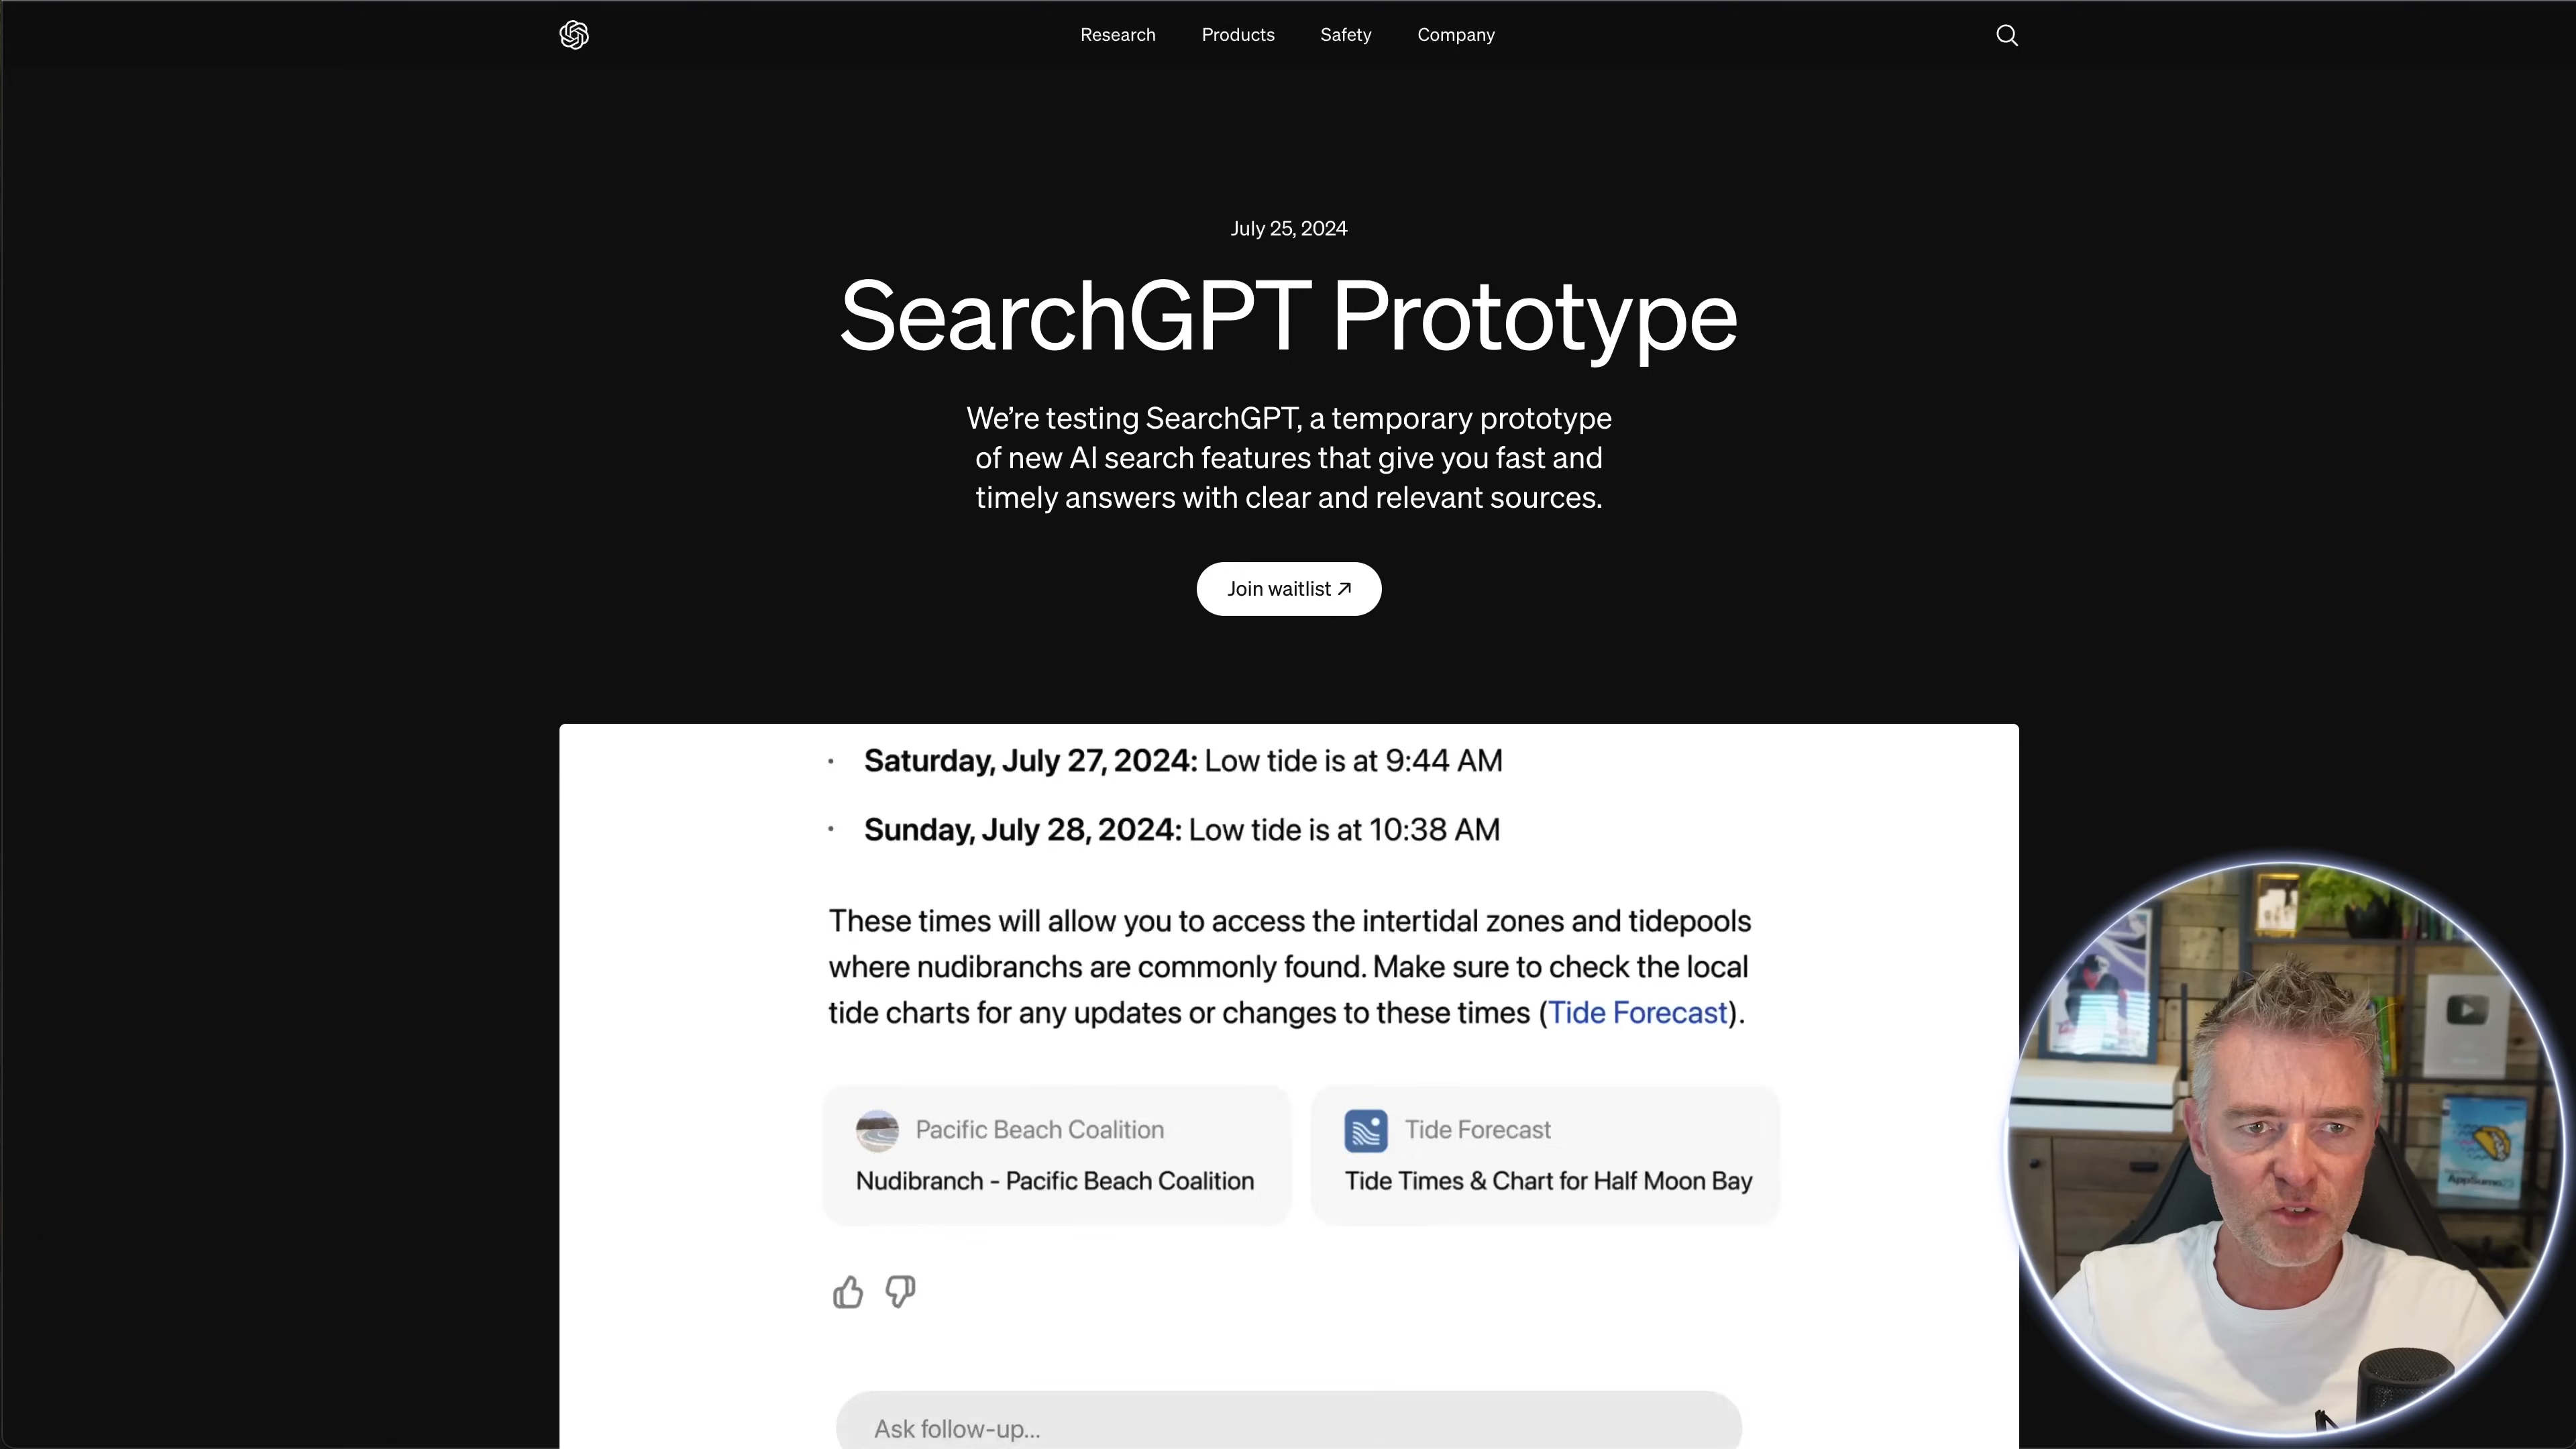 Research Products Safety Company
July 25, 2024
SearchGPT Prototype
We're testing SearchGPT, a temporary prototype
of new AI search features that give you fast and
timely answers with clear and relevant sources.
Join waitlist ↗
• Saturday, July 27, 2024: Low tide is at 9:44 AM
• Sunday, July 28, 2024: Low tide is at 10:38 AM
These times will allow you to access the intertidal zones and tidepools
where nudibranchs are commonly found. Make sure to check the local
tide charts for any updates or changes to these times (Tide Forecast).
Pacific Beach Coalition
Nudibranch - Pacific Beach Coalition
Tide Forecast
Tide Times & Chart for Half Moon Bay
Ask follow-up...
AppSumo